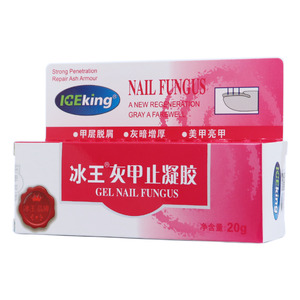 Strong Penetration
Repair Ash Armour
ICEking®
NAIL FUNGUS
A NEW REGENERATION
GRAY A FAREWELL
•甲层脱屑 •灰暗增厚 •美甲亮甲
冰王®灰甲止凝胶
GEL NAIL FUNGUS
净含量:20g